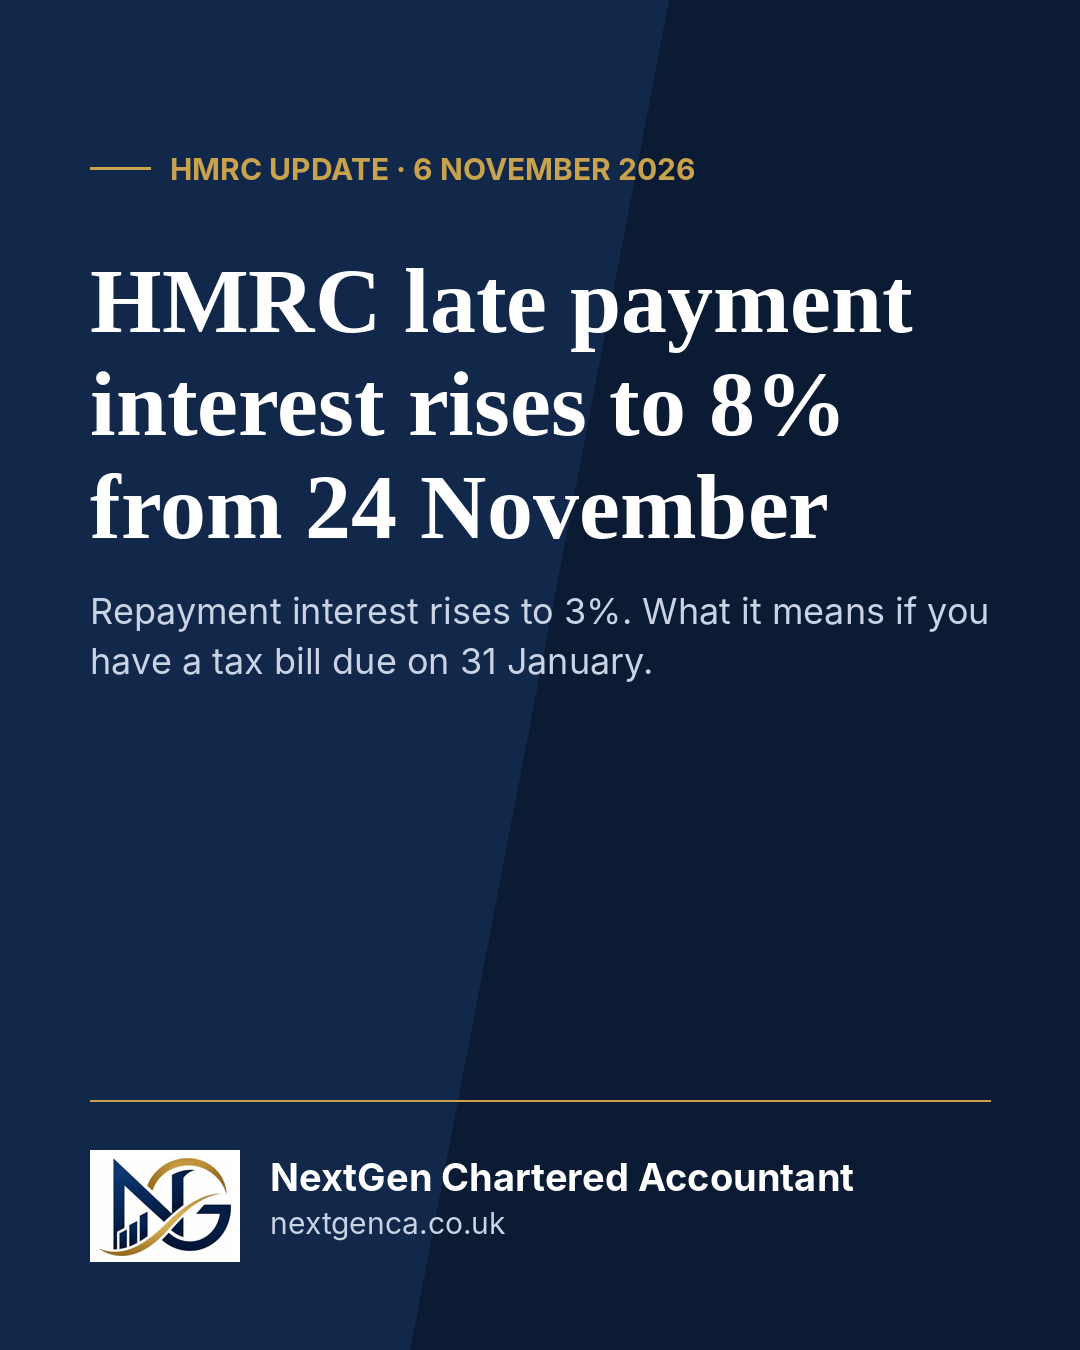 HMRC UPDATE · 6 NOVEMBER 2026
HMRC late payment
interest rises to 8%
from 24 November
Repayment interest rises to 3%. What it means if you
have a tax bill due on 31 January.
NG
NextGen Chartered Accountant
nextgenca.co.uk